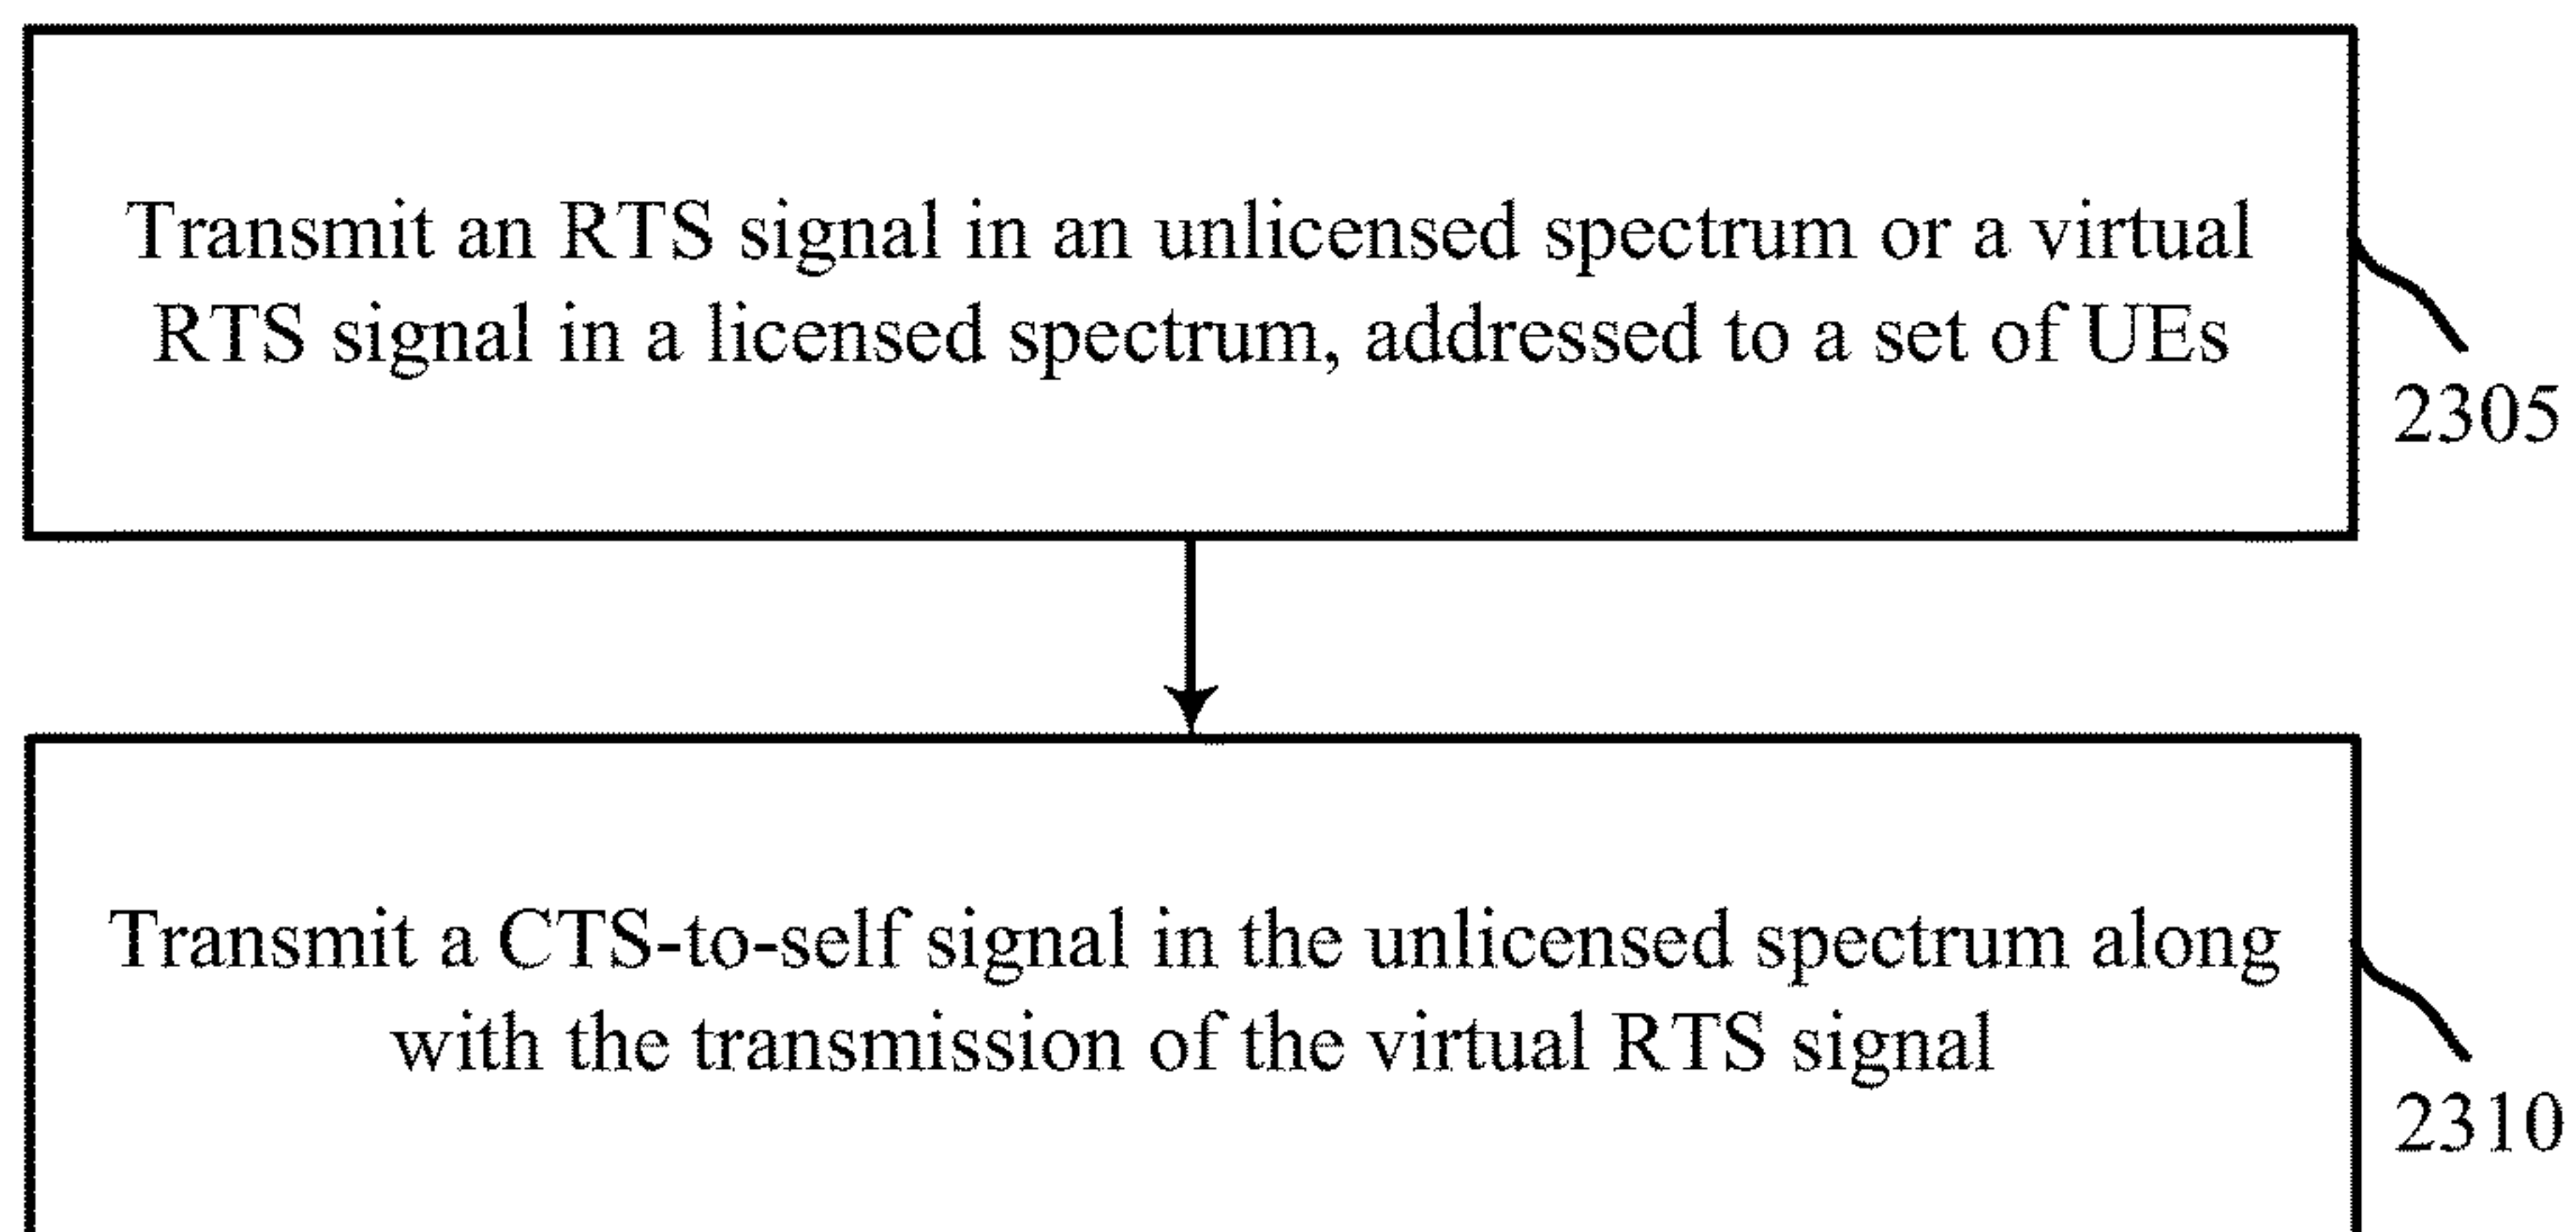 Transmit an RTS signal in an unlicensed spectrum or a virtual
RTS signal in a licensed spectrum, addressed to a set of UEs
2305
Transmit a CTS-to-self signal in the unlicensed spectrum along
with the transmission of the virtual RTS signal
2310